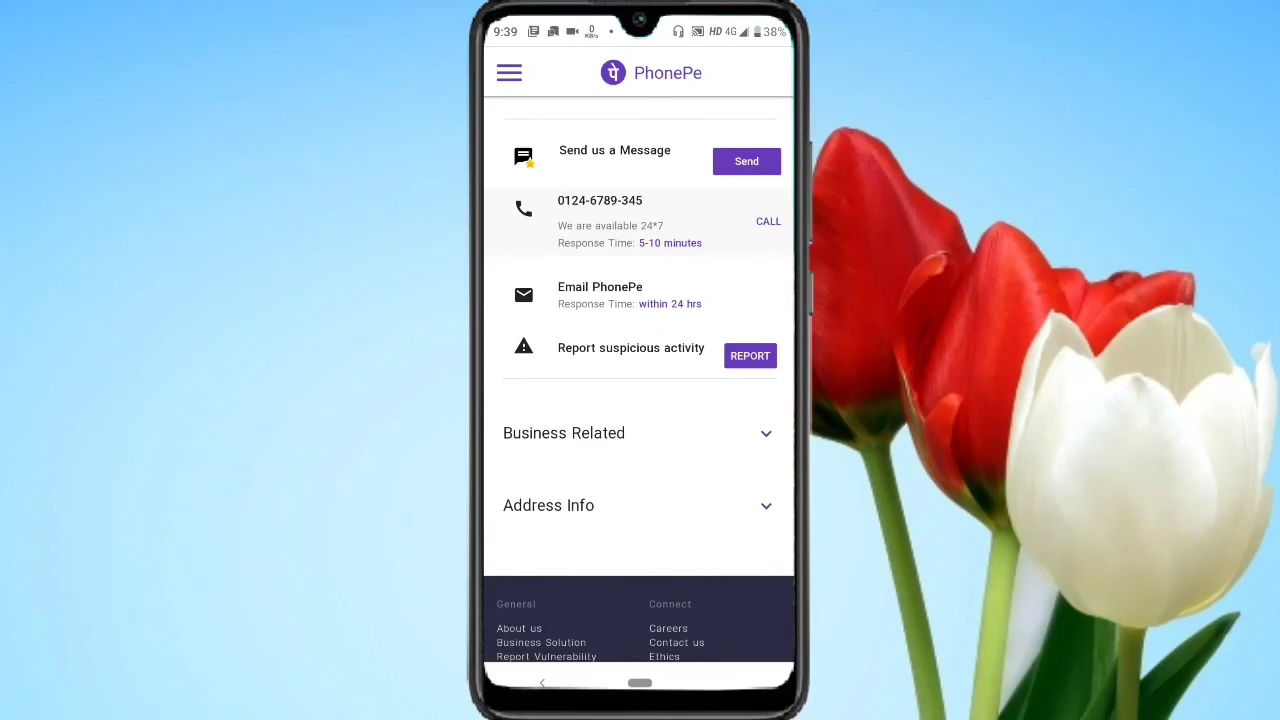 9:39 0 KB/s HD 4G 38%
पे PhonePe
Send us a Message
Send
0124-6789-345
We are available 24*7
CALL
Response Time: 5-10 minutes
Email PhonePe
Response Time: within 24 hrs
Report suspicious activity
REPORT
Business Related
Address Info
General
Connect
About us
Careers
Business Solution
Contact us
Report Vulnerability
Ethics